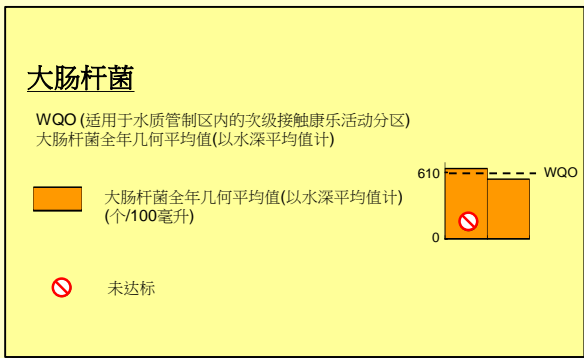 大肠杆菌
WQO (适用于水质管制区内的次级接触康乐活动分区)
大肠杆菌全年几何平均值(以水深平均值计)
大肠杆菌全年几何平均值(以水深平均值计)
(个/100毫升)
610
WQO
0
未达标